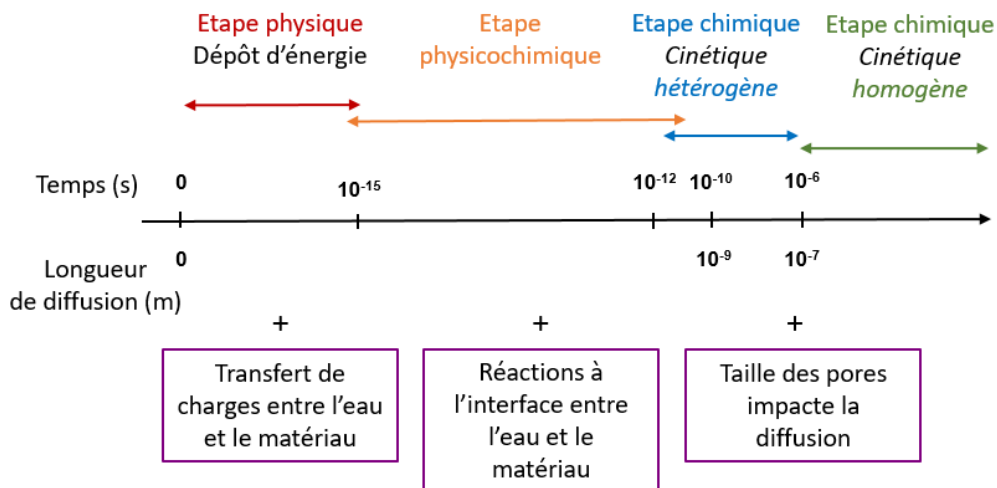 Etape physique
Dépôt d'énergie
Etape
physicochimique
Etape chimique
Cinétique
hétérogène
Etape chimique
Cinétique
homogène
Temps (s)
0
10⁻¹⁵
10⁻¹²
10⁻¹⁰
10⁻⁶
Longueur
de diffusion (m)
0
10⁻⁹
10⁻⁷
+
+
+
Transfert de
charges entre l'eau
et le matériau
Réactions à
l'interface entre
l'eau et le
matériau
Taille des pores
impacte la
diffusion